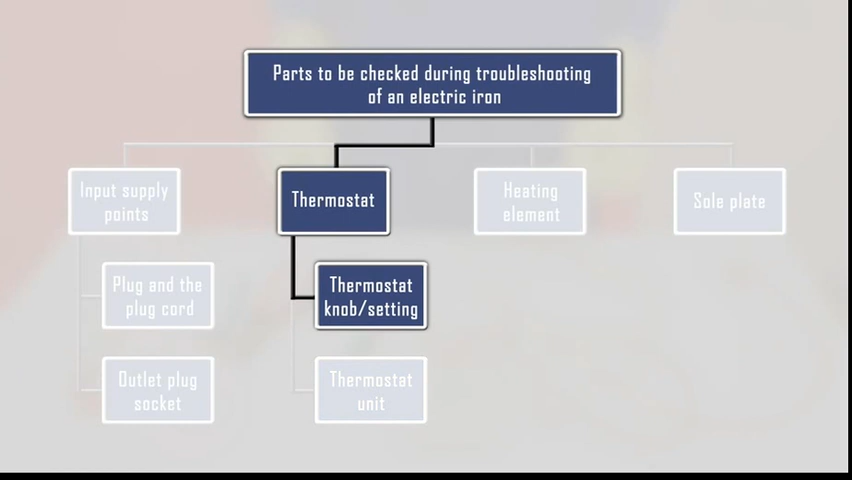 Parts to be checked during troubleshooting
of an electric iron
Input supply
points
Thermostat
Heating
element
Sole plate
Plug and the
plug cord
Thermostat
knob/setting
Outlet plug
socket
Thermostat
unit